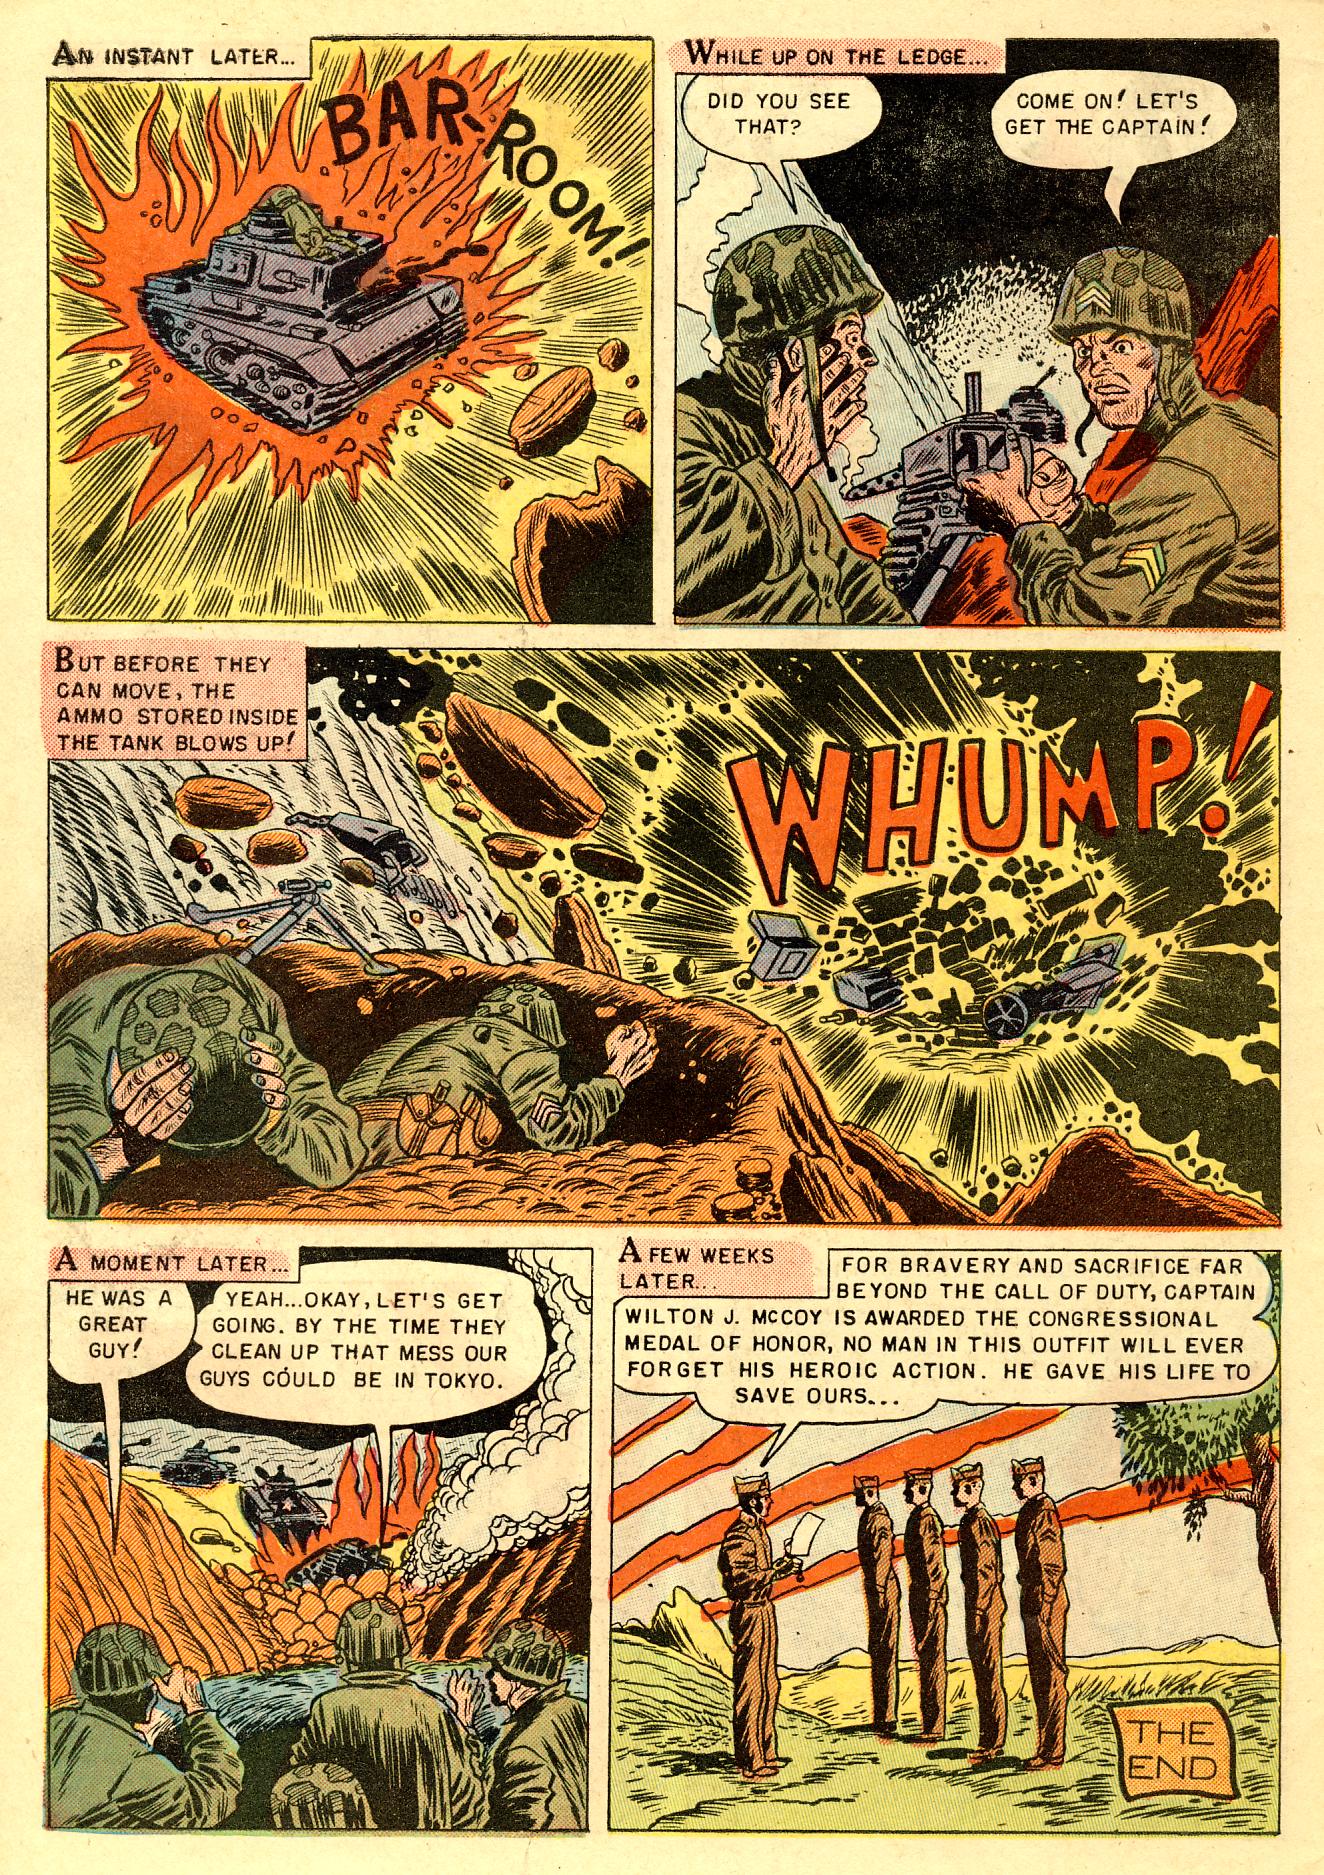 AN INSTANT LATER...
BAR-ROOM!
WHILE UP ON THE LEDGE...
DID YOU SEE
THAT?
COME ON! LET'S
GET THE CAPTAIN!
BUT BEFORE THEY
CAN MOVE, THE
AMMO STORED INSIDE
THE TANK BLOWS UP!
WHUMP!
A MOMENT LATER...
HE WAS A
GREAT
GUY!
YEAH...OKAY, LET'S GET
GOING. BY THE TIME THEY
CLEAN UP THAT MESS OUR
GUYS COULD BE IN TOKYO.
A FEW WEEKS
LATER...
FOR BRAVERY AND SACRIFICE FAR
BEYOND THE CALL OF DUTY, CAPTAIN
WILTON J. McCOY IS AWARDED THE CONGRESSIONAL
MEDAL OF HONOR, NO MAN IN THIS OUTFIT WILL EVER
FORGET HIS HEROIC ACTION. HE GAVE HIS LIFE TO
SAVE OURS...
THE
END